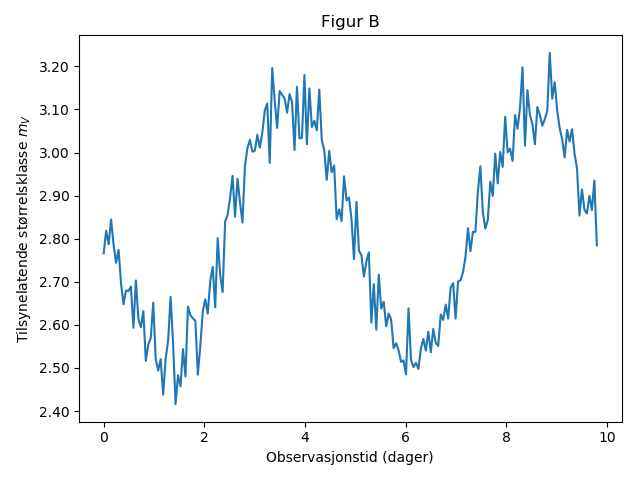 Figur B
Tilsynelatende størrelsklasse m_V
3.20
3.10
3.00
2.90
2.80
2.70
2.60
2.50
2.40
0 2 4 6 8 10
Observasjonstid (dager)